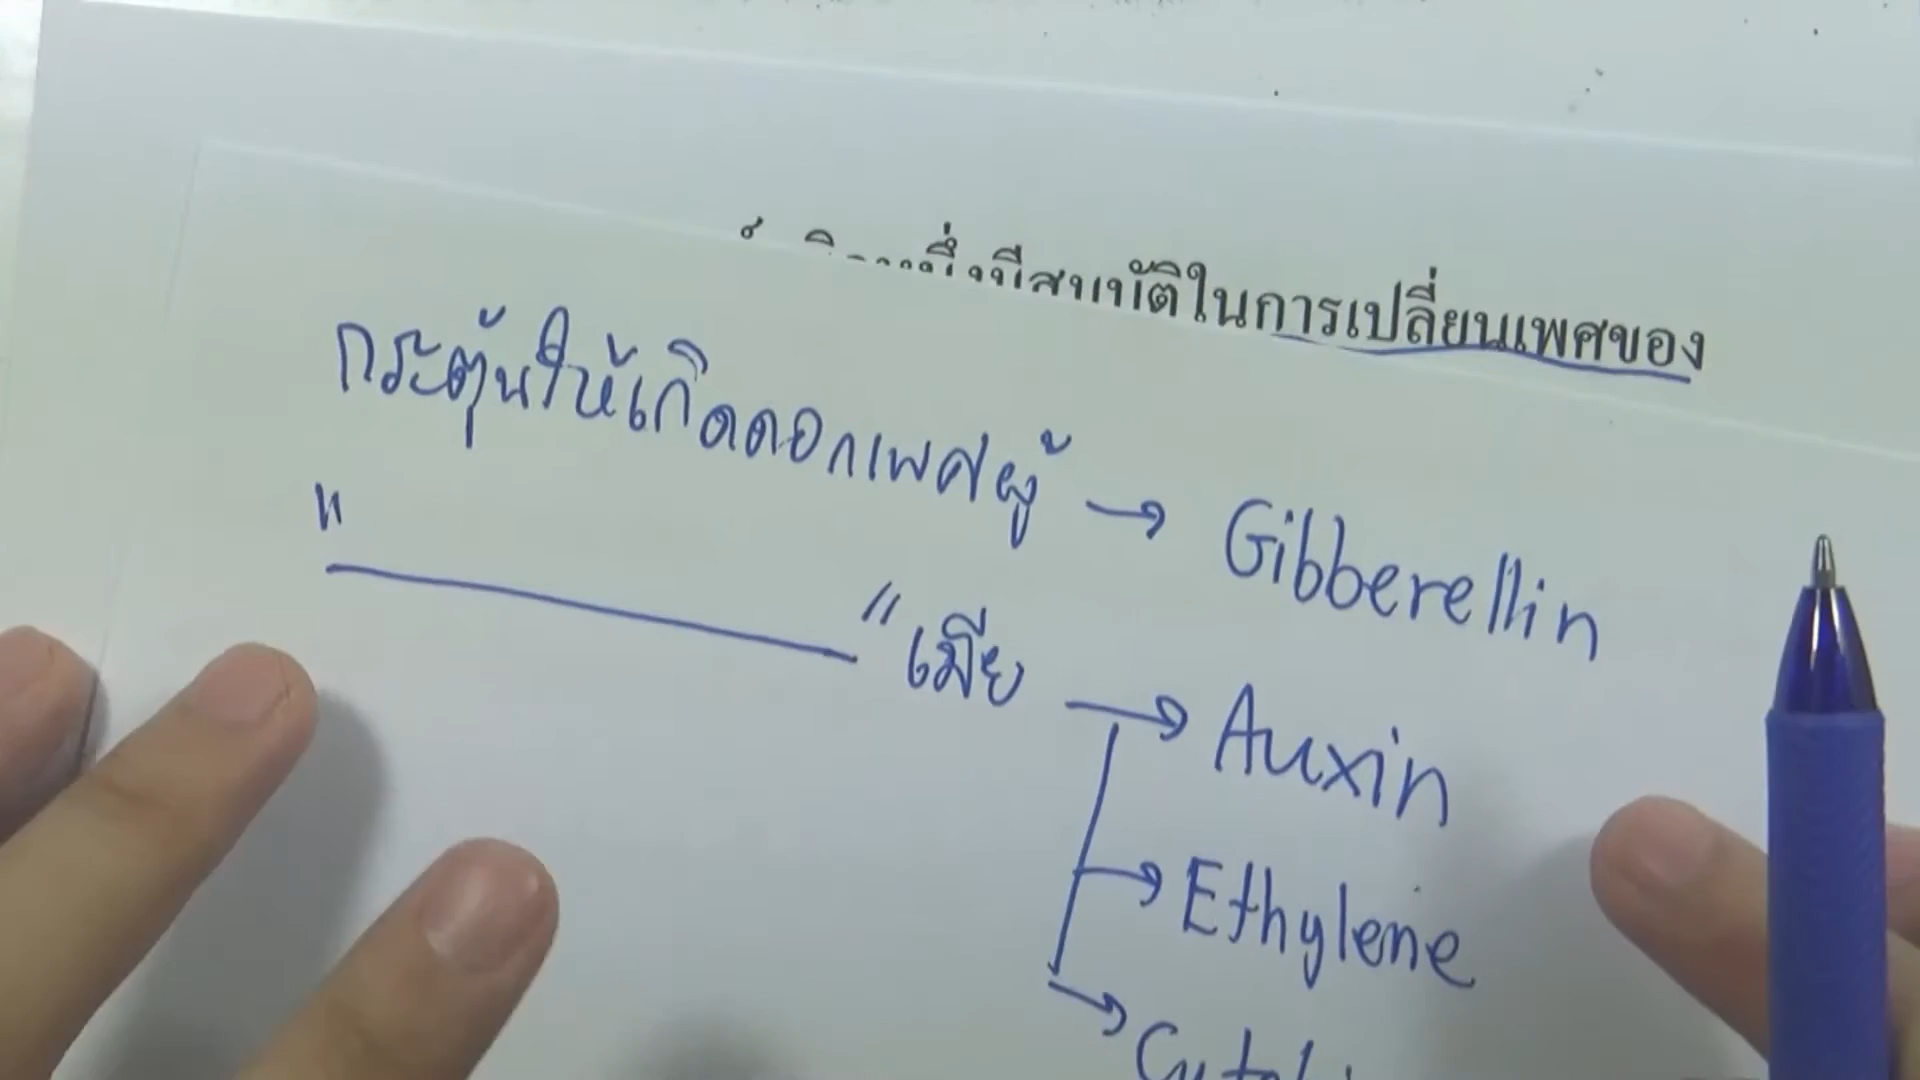 ในการเปลี่ยนเพศของ
กระตุ้นให้เกิดดอกเพศผู้ → Gibberellin
" ——— " เมีย → Auxin
→ Ethylene
→